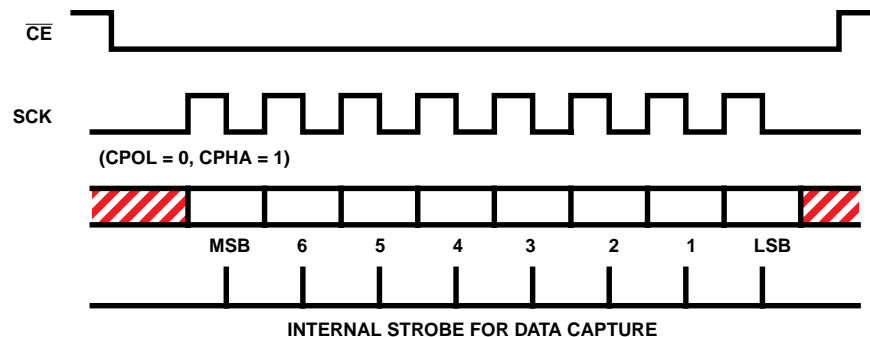 CE
SCK
(CPOL = 0, CPHA = 1)
MSB 6 5 4 3 2 1 LSB
INTERNAL STROBE FOR DATA CAPTURE